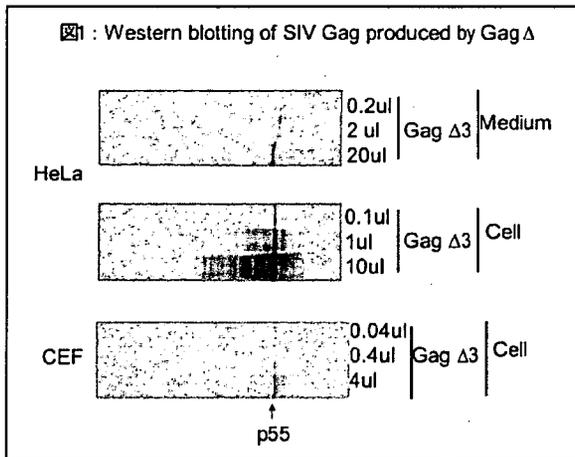 図1 : Western blotting of SIV Gag produced by Gag Δ
HeLa
0.2ul
2 ul
20ul
Gag Δ3
Medium
0.1ul
1ul
10ul
Gag Δ3
Cell
CEF
0.04ul
0.4ul
4ul
Gag Δ3
Cell
p55